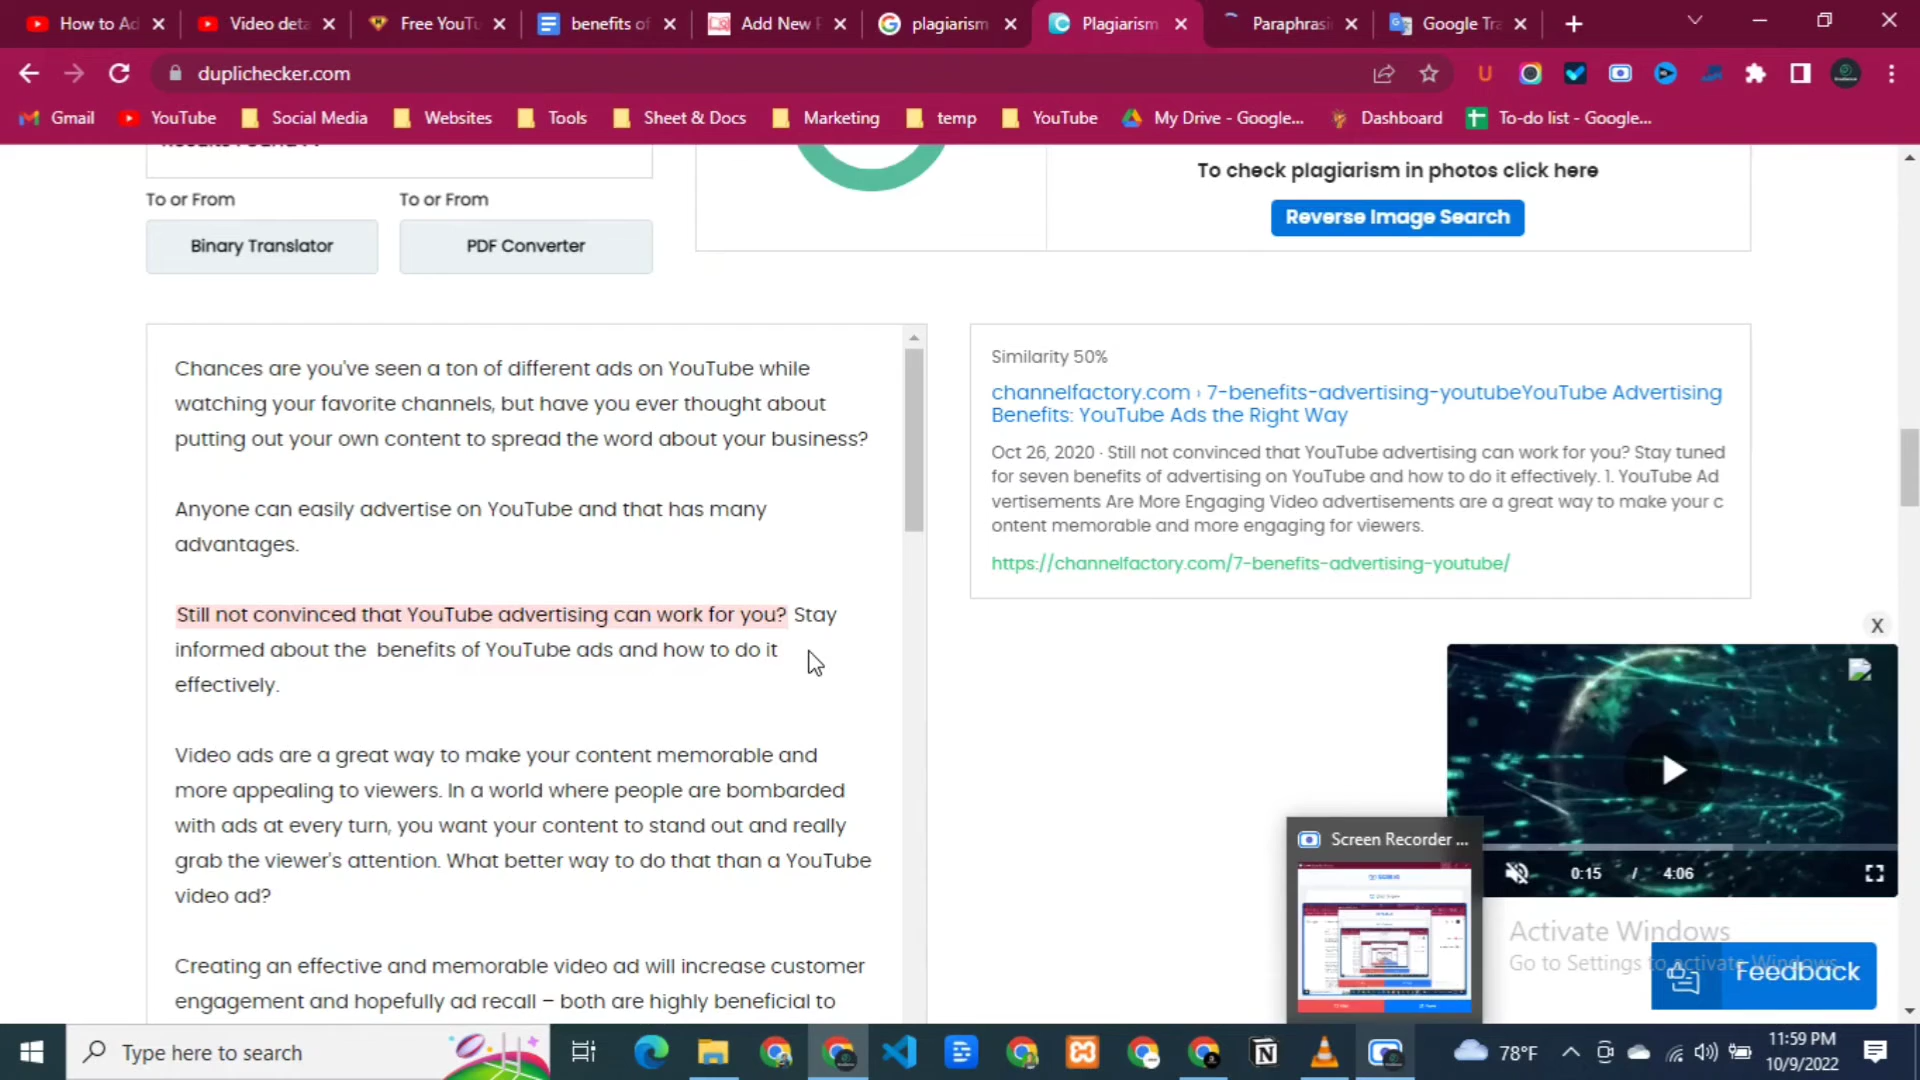 How to Ad
Video deta
Free YouTu
benefits of
Add New P
plagiarism
Plagiarism
Paraphrasi
Google Tra
duplichecker.com
Gmail
YouTube
Social Media
Websites
Tools
Sheet & Docs
Marketing
temp
YouTube
My Drive - Google...
Dashboard
To-do list - Google...
To or From
To or From
Binary Translator
PDF Converter
To check plagiarism in photos click here
Reverse Image Search
Chances are you've seen a ton of different ads on YouTube while
watching your favorite channels, but have you ever thought about
putting out your own content to spread the word about your business?
Anyone can easily advertise on YouTube and that has many
advantages.
Still not convinced that YouTube advertising can work for you? Stay
informed about the benefits of YouTube ads and how to do it
effectively.
Video ads are a great way to make your content memorable and
more appealing to viewers. In a world where people are bombarded
with ads at every turn, you want your content to stand out and really
grab the viewer's attention. What better way to do that than a YouTube
video ad?
Creating an effective and memorable video ad will increase customer
engagement and hopefully ad recall – both are highly beneficial to
Similarity 50%
channelfactory.com › 7-benefits-advertising-youtubeYouTube Advertising
Benefits: YouTube Ads the Right Way
Oct 26, 2020 · Still not convinced that YouTube advertising can work for you? Stay tuned
for seven benefits of advertising on YouTube and how to do it effectively. 1. YouTube Ad
vertisements Are More Engaging Video advertisements are a great way to make your c
ontent memorable and more engaging for viewers.
https://channelfactory.com/7-benefits-advertising-youtube/
X
0:15 / 4:06
Screen Recorder ...
Activate Windows
Go to Settings to activate Windows.
Feedback
Type here to search
78°F
11:59 PM
10/9/2022